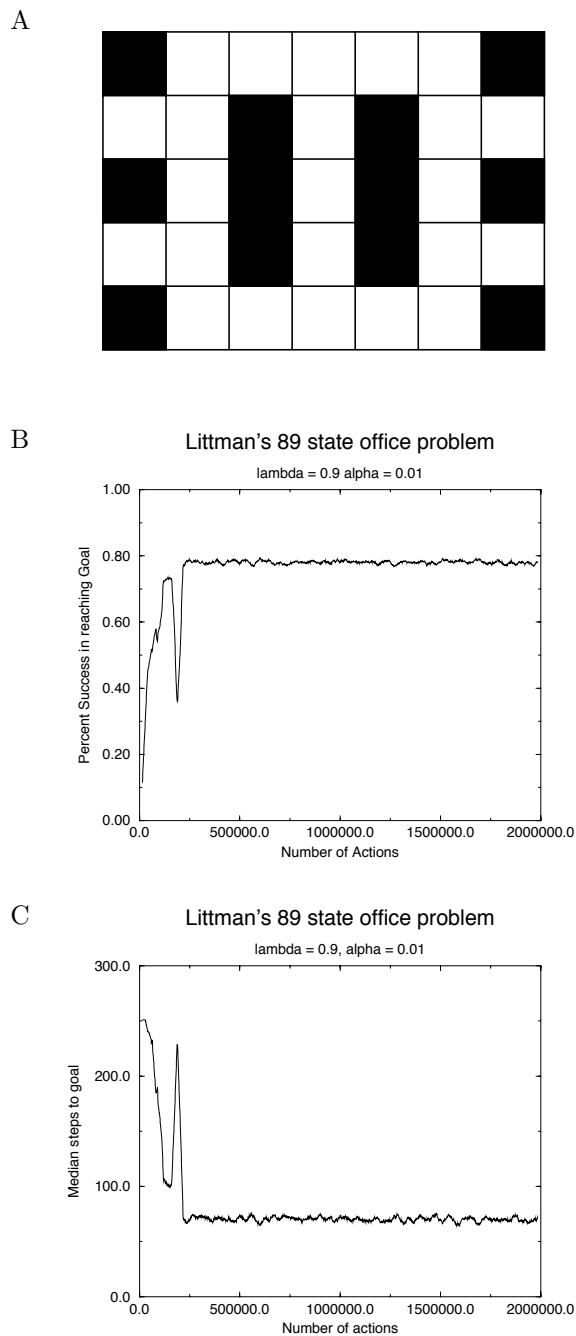 A
B
Littman's 89 state office problem
lambda = 0.9 alpha = 0.01
1.00
0.80
0.60
0.40
0.20
0.00
Percent Success in reaching Goal
0.0 500000.0 1000000.0 1500000.0 2000000.0
Number of Actions
C
Littman's 89 state office problem
lambda = 0.9, alpha = 0.01
300.0
200.0
100.0
0.0
Median steps to goal
0.0 500000.0 1000000.0 1500000.0 2000000.0
Number of actions